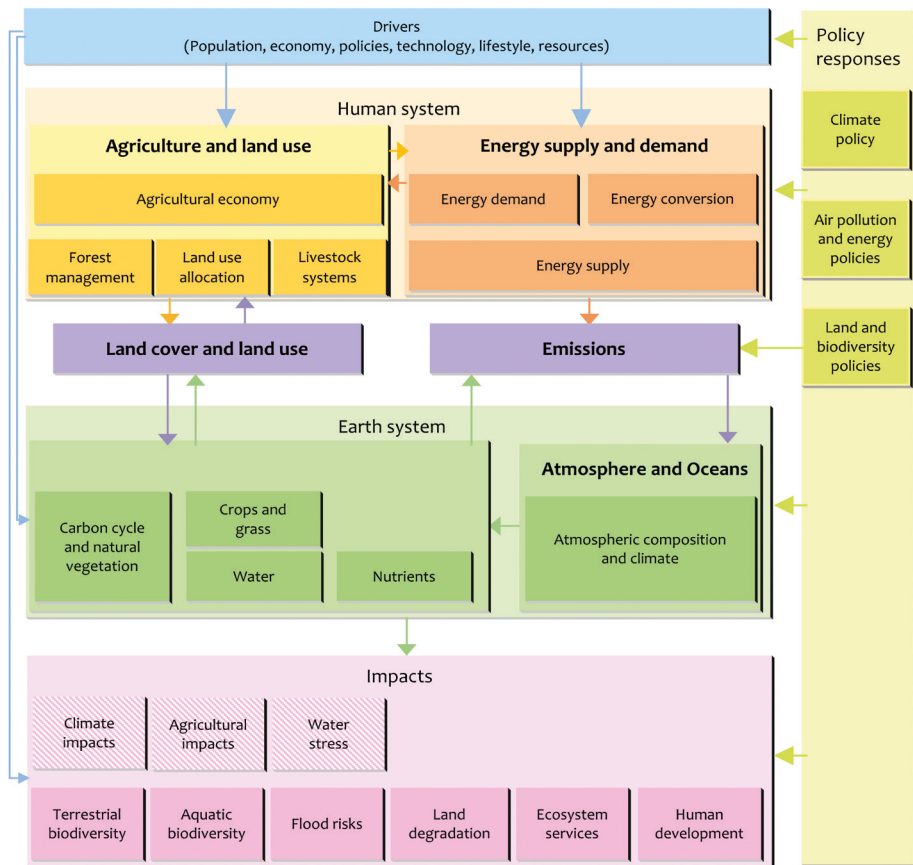 Drivers
(Population, economy, policies, technology, lifestyle, resources)
Policy
responses
Human system
Agriculture and land use
Energy supply and demand
Climate
policy
Agricultural economy
Energy demand
Energy conversion
Air pollution
and energy
policies
Forest
management
Land use
allocation
Livestock
systems
Energy supply
Land cover and land use
Emissions
Land and
biodiversity
policies
Earth system
Atmosphere and Oceans
Carbon cycle
and natural
vegetation
Crops and
grass
Water
Nutrients
Atmospheric composition
and climate
Impacts
Climate
impacts
Agricultural
impacts
Water
stress
Terrestrial
biodiversity
Aquatic
biodiversity
Flood risks
Land
degradation
Ecosystem
services
Human
development